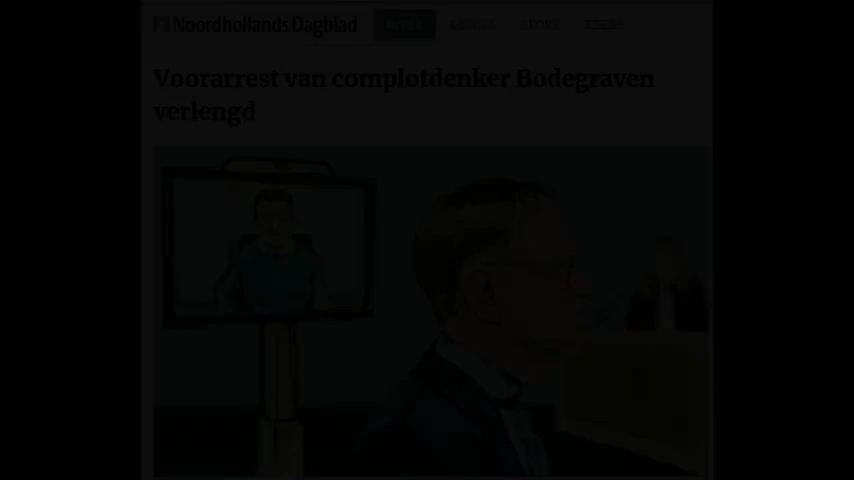 Noordhollands Dagblad
Voorarrest van complotdenker Bodegraven
verlengd